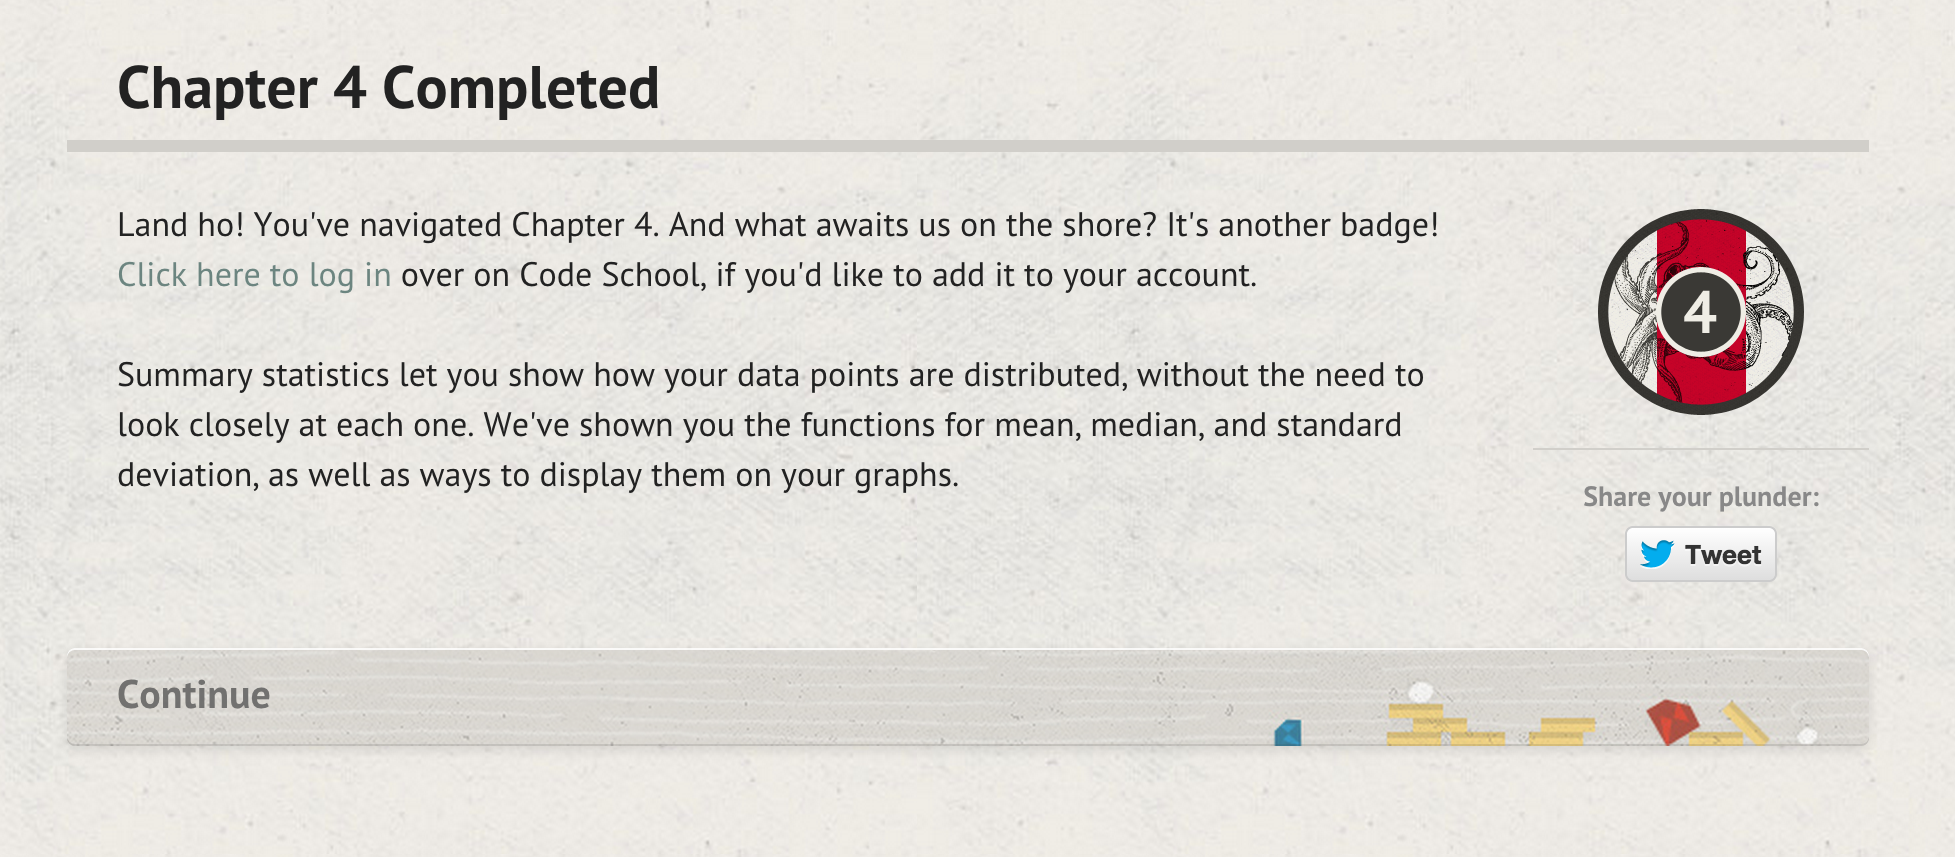 Chapter 4 Completed
Land ho! You've navigated Chapter 4. And what awaits us on the shore? It's another badge!
Click here to log in over on Code School, if you'd like to add it to your account.
Summary statistics let you show how your data points are distributed, without the need to
look closely at each one. We've shown you the functions for mean, median, and standard
deviation, as well as ways to display them on your graphs.
4
Share your plunder:
Tweet
Continue